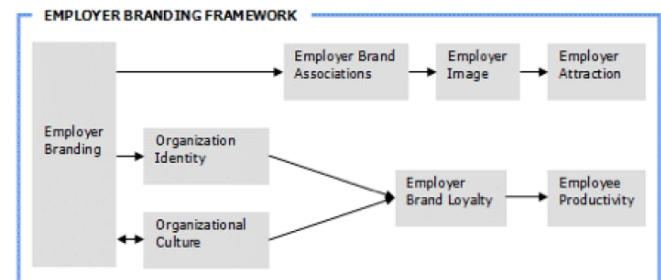 EMPLOYER BRANDING FRAMEWORK
Employer Brand
Associations
Employer
Image
Employer
Attraction
Employer
Branding
Organization
Identity
Employer
Brand Loyalty
Employee
Productivity
Organizational
Culture